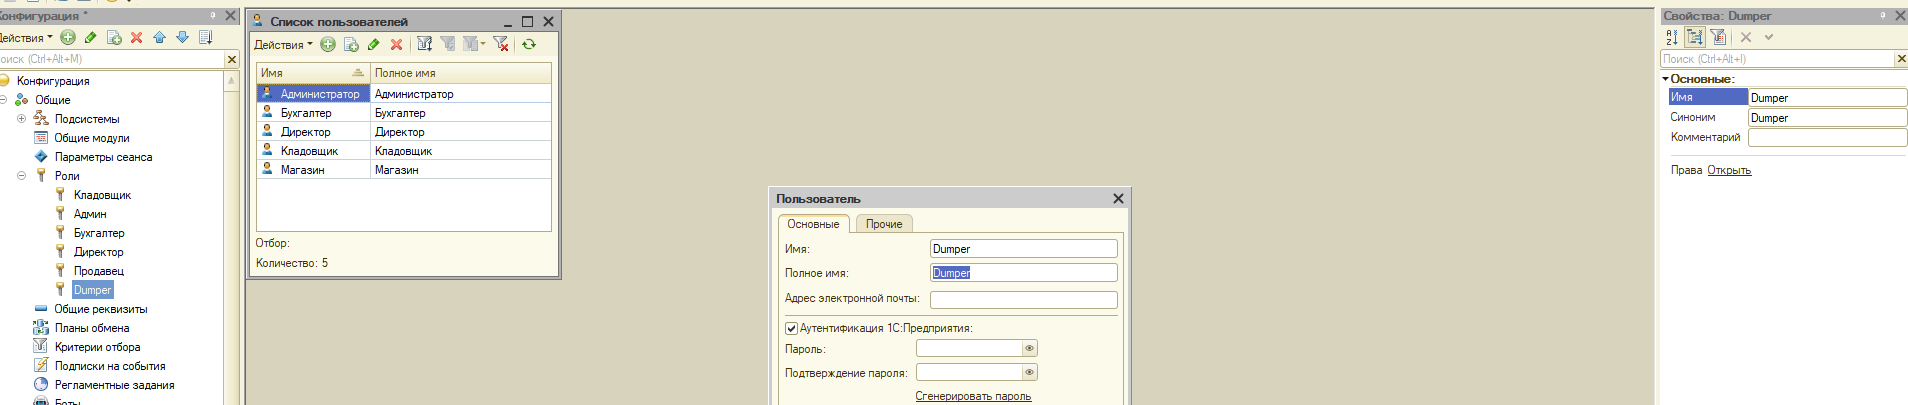 Конфигурация *
Действия
Поиск (Ctrl+Alt+M)
Конфигурация
Общие
Подсистемы
Общие модули
Параметры сеанса
Роли
Кладовщик
Админ
Бухгалтер
Директор
Продавец
Dumper
Общие реквизиты
Планы обмена
Критерии отбора
Подписки на события
Регламентные задания
Боты
Список пользователей
Действия
Имя Полное имя
Администратор Администратор
Бухгалтер Бухгалтер
Директор Директор
Кладовщик Кладовщик
Магазин Магазин
Отбор:
Количество: 5
Пользователь
Основные Прочие
Имя: Dumper
Полное имя: Dumper
Адрес электронной почты:
Аутентификация 1С:Предприятия:
Пароль:
Подтверждение пароля:
Сгенерировать пароль
Свойства: Dumper
Поиск (Ctrl+Alt+I)
Основные:
Имя Dumper
Синоним Dumper
Комментарий
Права Открыть